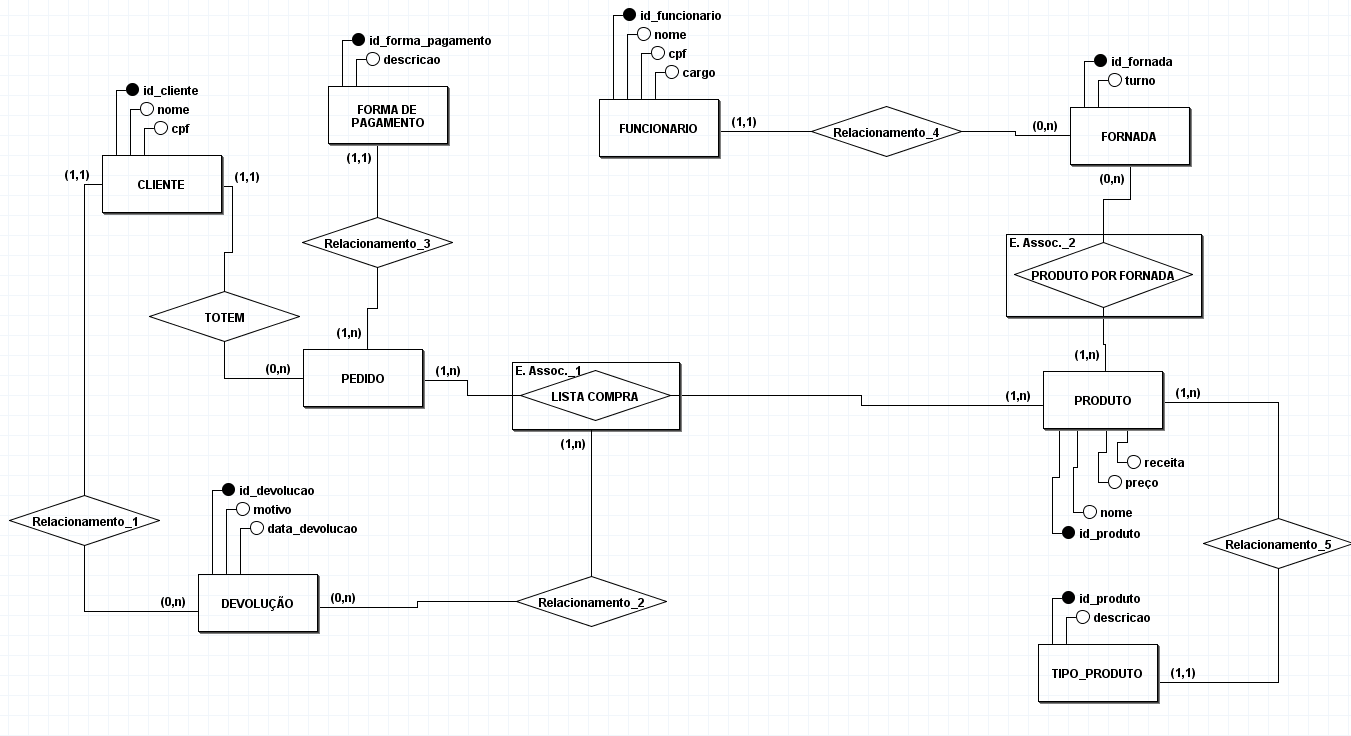 id_funcionario
nome
cpf
cargo
id_forma_pagamento
descricao
id_fornada
turno
id_cliente
nome
cpf
FORMA DE
PAGAMENTO
FUNCIONARIO
(1,1)
Relacionamento_4
(0,n)
FORNADA
(1,1)
(1,1)
CLIENTE
(1,1)
(0,n)
Relacionamento_3
E. Assoc._2
PRODUTO POR FORNADA
TOTEM
(1,n)
(1,n)
(0,n)
PEDIDO
(1,n)
E. Assoc._1
LISTA COMPRA
(1,n)
PRODUTO
(1,n)
(1,n)
receita
preço
nome
id_produto
id_devolucao
motivo
data_devolucao
Relacionamento_1
Relacionamento_5
(0,n)
DEVOLUÇÃO
(0,n)
Relacionamento_2
id_produto
descricao
TIPO_PRODUTO
(1,1)